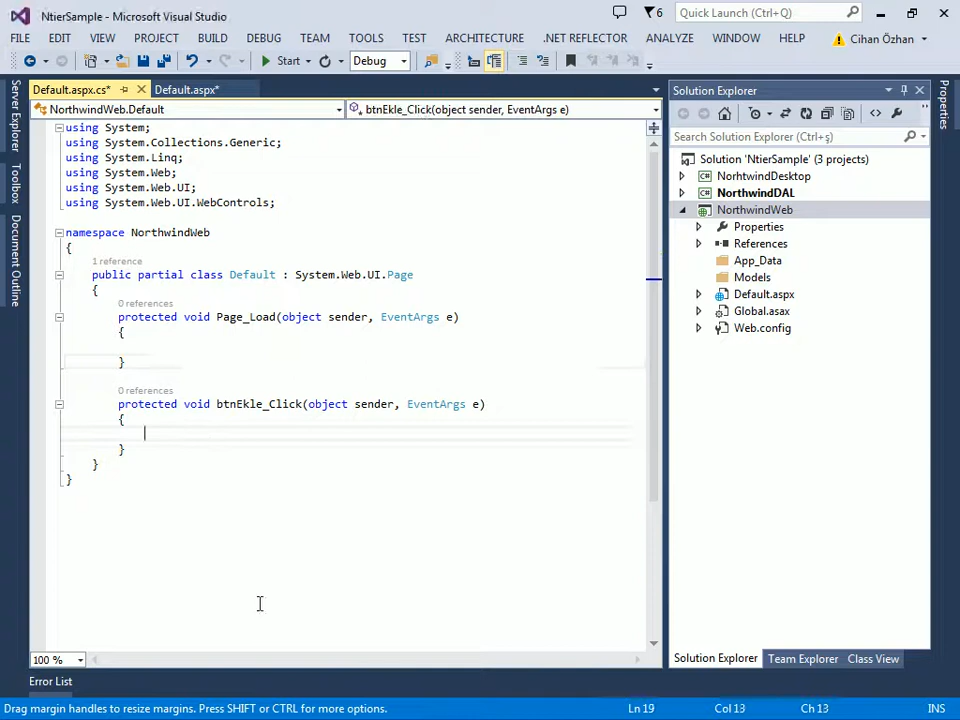 NtierSample - Microsoft Visual Studio
6
Quick Launch (Ctrl+Q)
FILE EDIT VIEW PROJECT BUILD DEBUG TEAM TOOLS TEST ARCHITECTURE .NET REFLECTOR ANALYZE WINDOW HELP Cihan Özhan
Start Debug
Default.aspx.cs* Default.aspx*
NorthwindWeb.Default btnEkle_Click(object sender, EventArgs e)
using System;
using System.Collections.Generic;
using System.Linq;
using System.Web;
using System.Web.UI;
using System.Web.UI.WebControls;
namespace NorthwindWeb
{
1 reference
public partial class Default : System.Web.UI.Page
{
0 references
protected void Page_Load(object sender, EventArgs e)
{
}
0 references
protected void btnEkle_Click(object sender, EventArgs e)
{
}
}
}
100 %
Server Explorer
Toolbox
Document Outline
Solution Explorer
Search Solution Explorer (Ctrl+ş)
Solution 'NtierSample' (3 projects)
C# NorhtwindDesktop
C# NorthwindDAL
NorthwindWeb
Properties
References
App_Data
Models
Default.aspx
Global.asax
Web.config
Solution Explorer Team Explorer Class View
Properties
Error List
Drag margin handles to resize margins. Press SHIFT or CTRL for more options. Ln 19 Col 13 Ch 13 INS